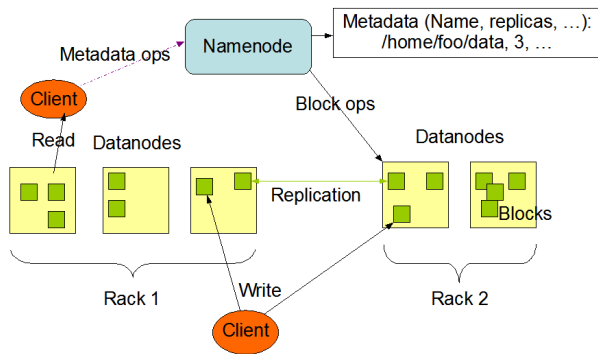 Metadata (Name, replicas, …):
/home/foo/data, 3, …
Namenode
Metadata ops
Client
Block ops
Read
Datanodes
Datanodes
Replication
Blocks
Rack 1
Write
Rack 2
Client